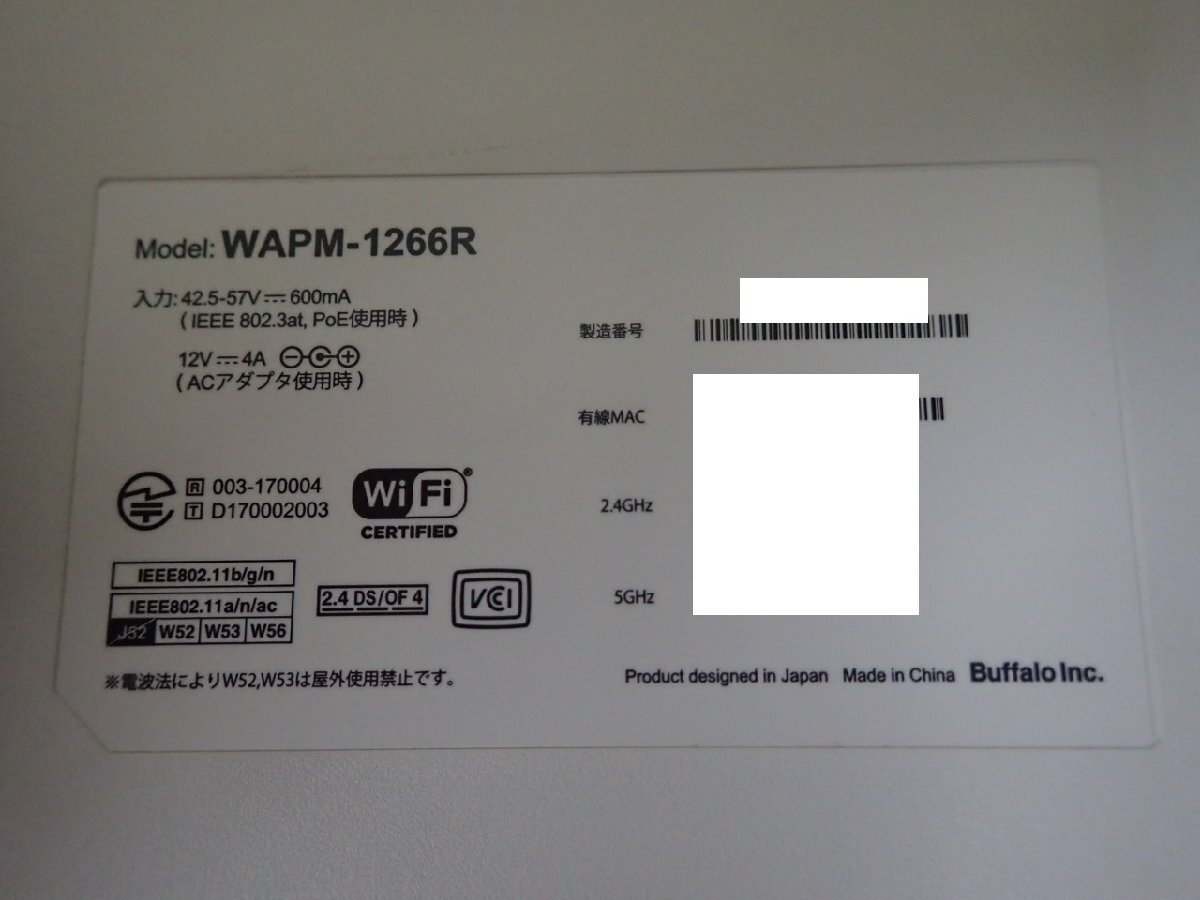 Model: WAPM-1266R
入力: 42.5-57V 600mA
(IEEE 802.3at, PoE使用時)
12V 4A
(ACアダプタ使用時)
製造番号
有線MAC
R 003-170004
T D170002003
Wi Fi®
CERTIFIED
2.4GHz
IEEE802.11b/g/n
IEEE802.11a/n/ac
J52 W52 W53 W56
2.4 DS/OF 4
VCCI
5GHz
※電波法によりW52,W53は屋外使用禁止です。
Product designed in Japan Made in China Buffalo Inc.